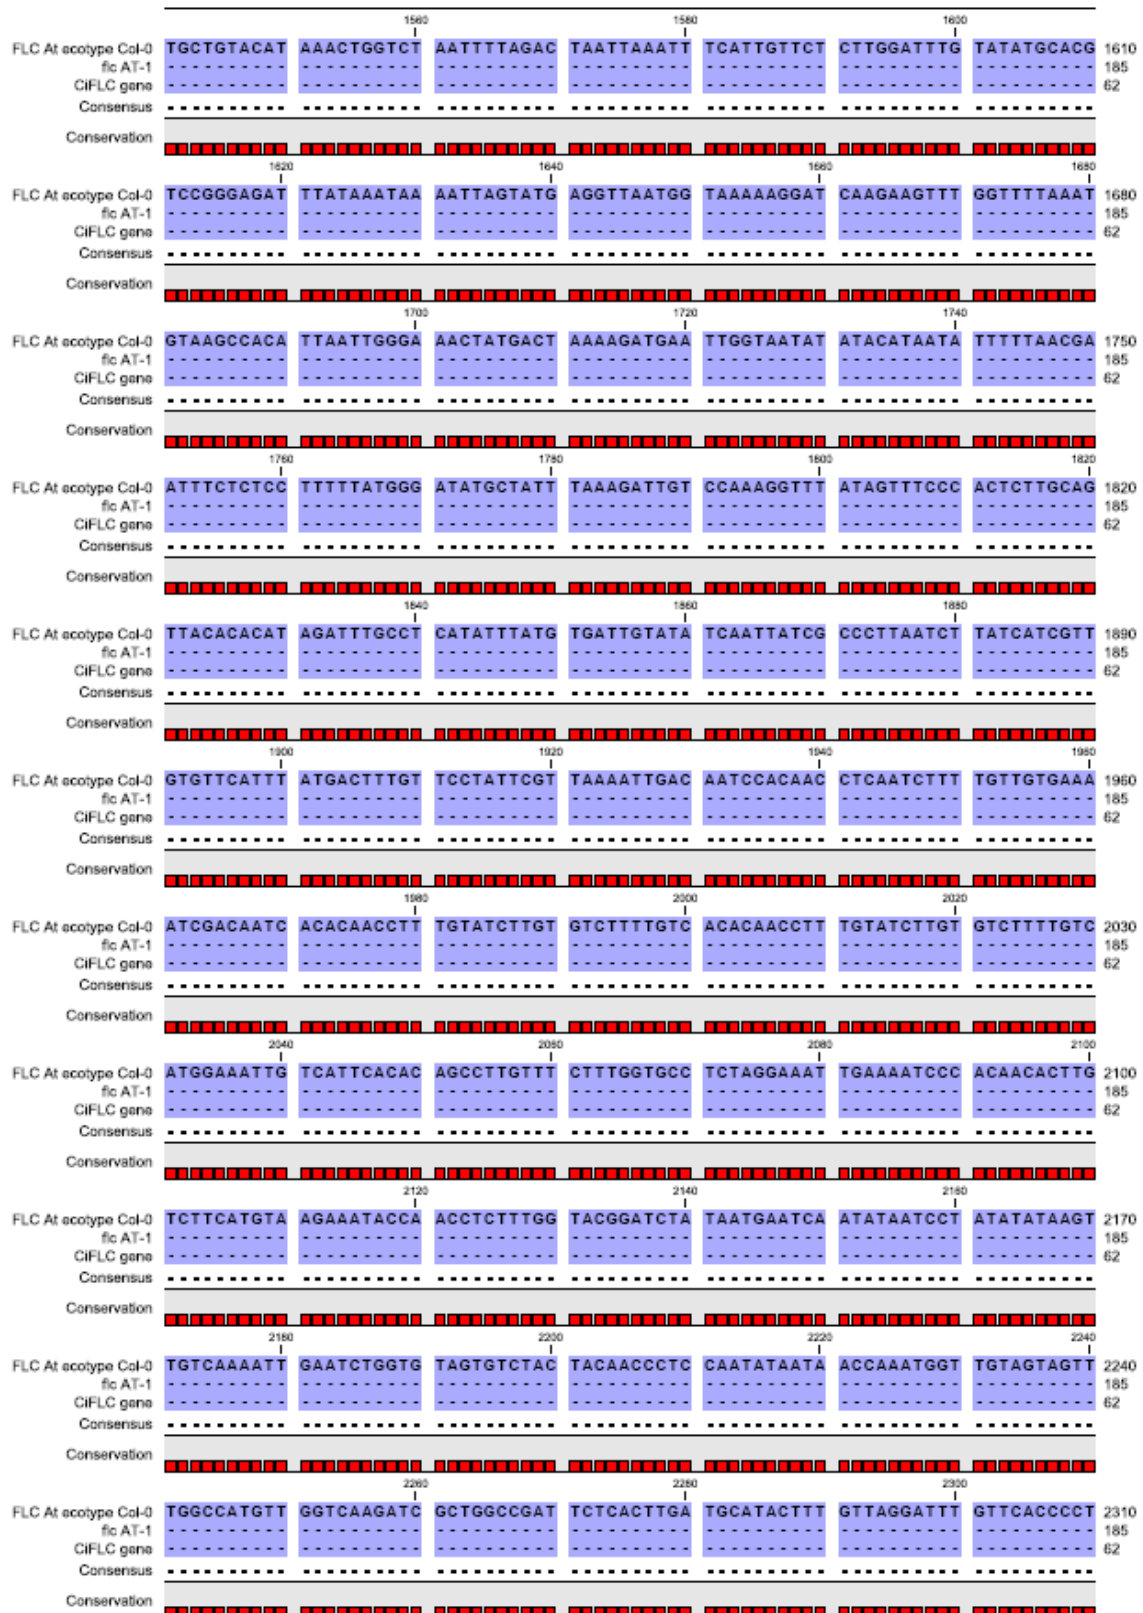 1560 1580 1600
FLC At ecotype Col-0 TGCTGTACAT AAACTGGTCT AATTTTAGAC TAATTAAATT TCATTGTTCT CTTGGATTTG TATATGCACG 1610
flc AT-1 ---------- ---------- ---------- ---------- ---------- ---------- ---------- 185
CiFLC gene ---------- ---------- ---------- ---------- ---------- ---------- ---------- 62
Consensus ---------- ---------- ---------- ---------- ---------- ---------- ----------
Conservation
1620 1640 1660 1680
FLC At ecotype Col-0 TCCGGGAGAT TTATAAATAA AATTAGTATG AGGTTAATGG TAAAAAGGAT CAAGAAGTTT GGTTTTAAAT 1680
flc AT-1 ---------- ---------- ---------- ---------- ---------- ---------- ---------- 185
CiFLC gene ---------- ---------- ---------- ---------- ---------- ---------- ---------- 62
Consensus ---------- ---------- ---------- ---------- ---------- ---------- ----------
Conservation
1700 1720 1740
FLC At ecotype Col-0 GTAAGCCACA TTAATTGGGA AACTATGACT AAAAGATGAA TTGGTAATAT ATACATAATA TTTTTAACGA 1750
flc AT-1 ---------- ---------- ---------- ---------- ---------- ---------- ---------- 185
CiFLC gene ---------- ---------- ---------- ---------- ---------- ---------- ---------- 62
Consensus ---------- ---------- ---------- ---------- ---------- ---------- ----------
Conservation
1760 1780 1800 1820
FLC At ecotype Col-0 ATTTCTCTCC TTTTTATGGG ATATGCTATT TAAAGATTGT CCAAAGGTTT ATAGTTTCCC ACTCTTGCAG 1820
flc AT-1 ---------- ---------- ---------- ---------- ---------- ---------- ---------- 185
CiFLC gene ---------- ---------- ---------- ---------- ---------- ---------- ---------- 62
Consensus ---------- ---------- ---------- ---------- ---------- ---------- ----------
Conservation
1840 1860 1880
FLC At ecotype Col-0 TTACACACAT AGATTTGCCT CATATTTATG TGATTGTATA TCAATTATCG CCCTTAATCT TATCATCGTT 1890
flc AT-1 ---------- ---------- ---------- ---------- ---------- ---------- ---------- 185
CiFLC gene ---------- ---------- ---------- ---------- ---------- ---------- ---------- 62
Consensus ---------- ---------- ---------- ---------- ---------- ---------- ----------
Conservation
1900 1920 1940 1960
FLC At ecotype Col-0 GTGTTCATTT ATGACTTTGT TCCTATTCGT TAAAATTGAC AATCCACAAC CTCAATCTTT TGTTGTGAAA 1960
flc AT-1 ---------- ---------- ---------- ---------- ---------- ---------- ---------- 185
CiFLC gene ---------- ---------- ---------- ---------- ---------- ---------- ---------- 62
Consensus ---------- ---------- ---------- ---------- ---------- ---------- ----------
Conservation
1980 2000 2020
FLC At ecotype Col-0 ATCGACAATC ACACAACCTT TGTATCTTGT GTCTTTTGTC ACACAACCTT TGTATCTTGT GTCTTTTGTC 2030
flc AT-1 ---------- ---------- ---------- ---------- ---------- ---------- ---------- 185
CiFLC gene ---------- ---------- ---------- ---------- ---------- ---------- ---------- 62
Consensus ---------- ---------- ---------- ---------- ---------- ---------- ----------
Conservation
2040 2060 2080 2100
FLC At ecotype Col-0 ATGGAAATTG TCATTCACAC AGCCTTGTTT CTTTGGTGCC TCTAGGAAAT TGAAAATCCC ACAACACTTG 2100
flc AT-1 ---------- ---------- ---------- ---------- ---------- ---------- ---------- 185
CiFLC gene ---------- ---------- ---------- ---------- ---------- ---------- ---------- 62
Consensus ---------- ---------- ---------- ---------- ---------- ---------- ----------
Conservation
2120 2140 2160
FLC At ecotype Col-0 TCTTCATGTA AGAAATACCA ACCTCTTTGG TACGGATCTA TAATGAATCA ATATAATCCT ATATATAAGT 2170
flc AT-1 ---------- ---------- ---------- ---------- ---------- ---------- ---------- 185
CiFLC gene ---------- ---------- ---------- ---------- ---------- ---------- ---------- 62
Consensus ---------- ---------- ---------- ---------- ---------- ---------- ----------
Conservation
2180 2200 2220 2240
FLC At ecotype Col-0 TGTCAAAATT GAATCTGGTG TAGTGTCTAC TACAACCCTC CAATATAATA ACCAAATGGT TGTAGTAGTT 2240
flc AT-1 ---------- ---------- ---------- ---------- ---------- ---------- ---------- 185
CiFLC gene ---------- ---------- ---------- ---------- ---------- ---------- ---------- 62
Consensus ---------- ---------- ---------- ---------- ---------- ---------- ----------
Conservation
2260 2280 2300
FLC At ecotype Col-0 TGGCCATGTT GGTCAAGATC GCTGGCCGAT TCTCACTTGA TGCATACTTT GTTAGGATTT GTTCACCCCT 2310
flc AT-1 ---------- ---------- ---------- ---------- ---------- ---------- ---------- 185
CiFLC gene ---------- ---------- ---------- ---------- ---------- ---------- ---------- 62
Consensus ---------- ---------- ---------- ---------- ---------- ---------- ----------
Conservation